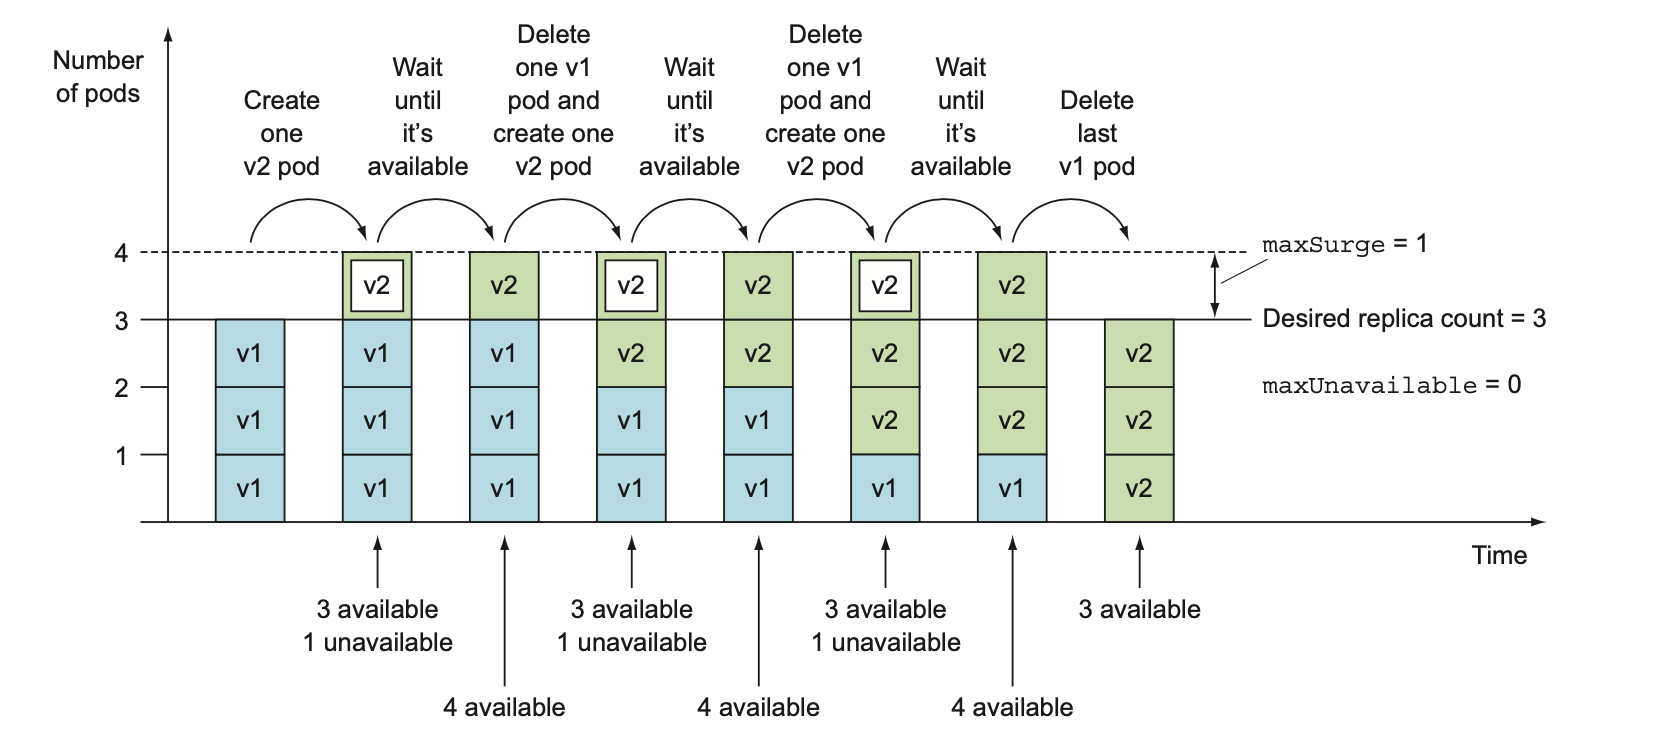 Number
of pods
Create
one
v2 pod
Wait
until
it’s
available
Delete
one v1
pod and
create one
v2 pod
Wait
until
it’s
available
Delete
one v1
pod and
create one
v2 pod
Wait
until
it’s
available
Delete
last
v1 pod
4
3
2
1
v1
v1
v1
v2
v1
v1
v1
v2
v1
v1
v1
v2
v2
v1
v1
v2
v2
v1
v1
v2
v2
v2
v1
v2
v2
v2
v1
v2
v2
v2
maxSurge = 1
Desired replica count = 3
maxUnavailable = 0
Time
3 available
1 unavailable
4 available
3 available
1 unavailable
4 available
3 available
1 unavailable
4 available
3 available